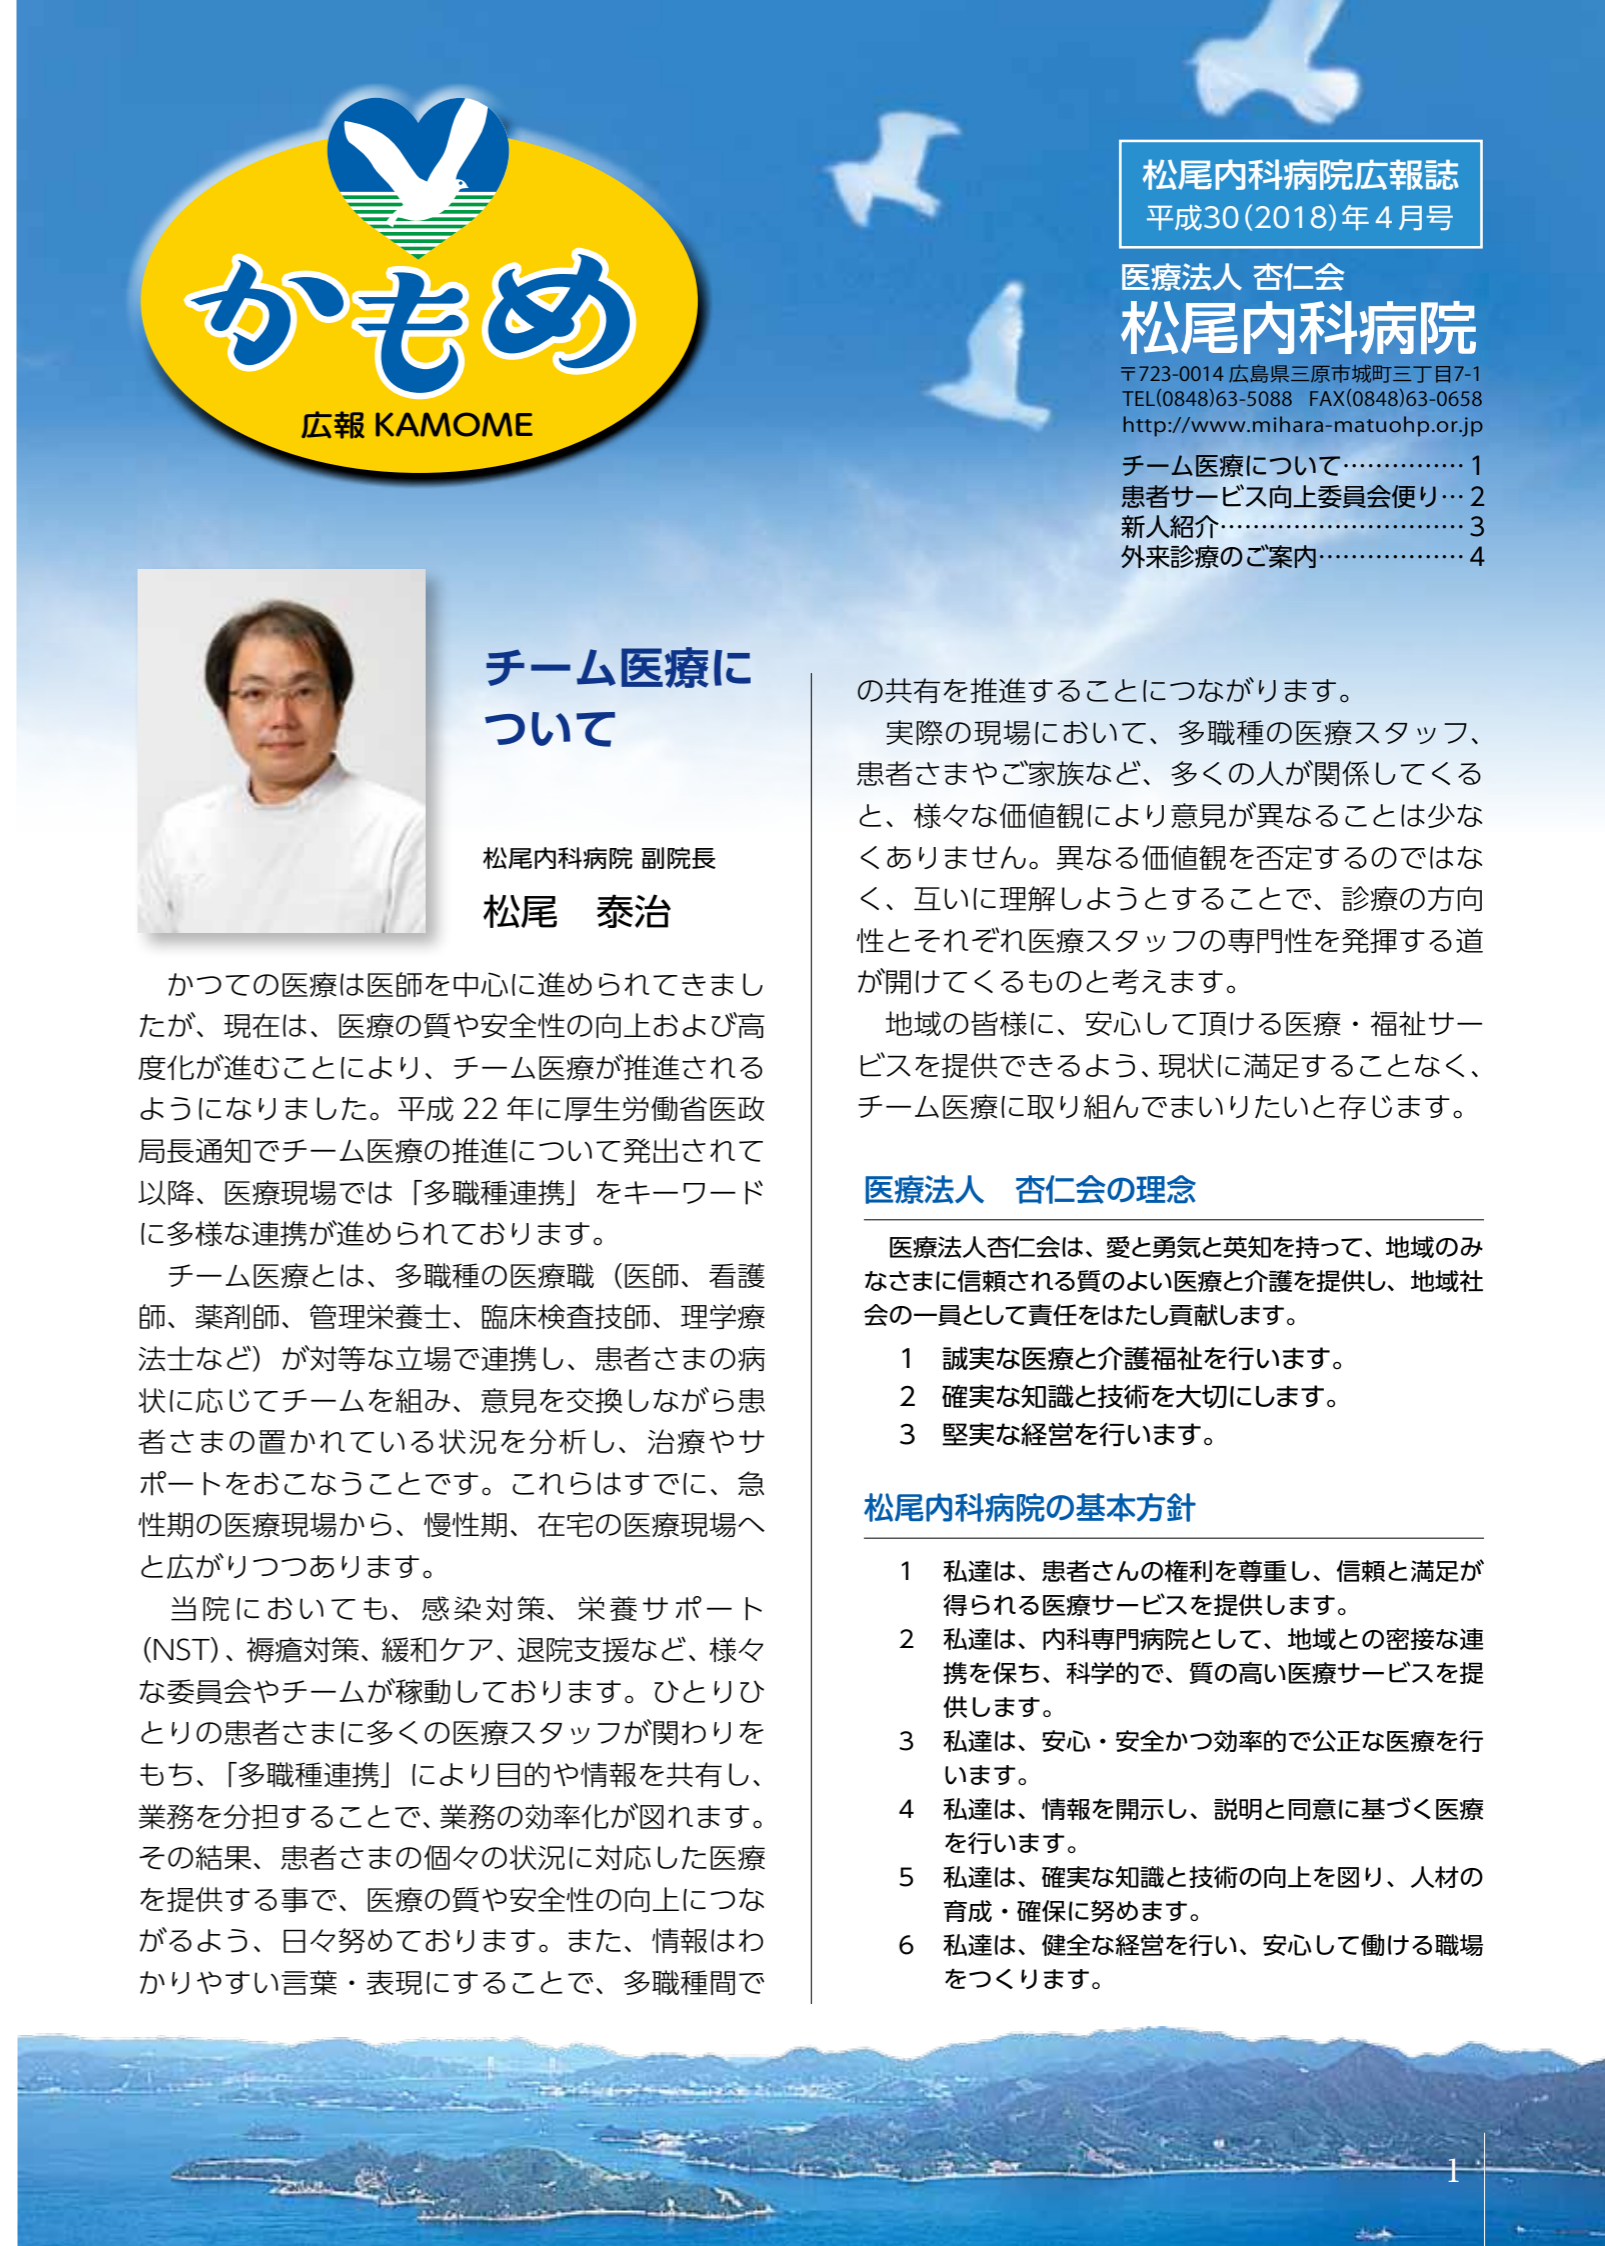 かもめ
広報 KAMOME
松尾内科病院広報誌
平成30(2018)年4月号
医療法人 杏仁会
松尾内科病院
〒723-0014 広島県三原市城町三丁目7-1
TEL(0848)63-5088 FAX(0848)63-0658
http://www.mihara-matuohp.or.jp
チーム医療について……………1
患者サービス向上委員会便り…2
新人紹介…………………………3
外来診療のご案内………………4
チーム医療に
ついて
松尾内科病院 副院長
松尾　泰治
　かつての医療は医師を中心に進められてきまし
たが、現在は、医療の質や安全性の向上および高
度化が進むことにより、チーム医療が推進される
ようになりました。平成 22 年に厚生労働省医政
局長通知でチーム医療の推進について発出されて
以降、医療現場では「多職種連携」をキーワード
に多様な連携が進められております。
　チーム医療とは、多職種の医療職（医師、看護
師、薬剤師、管理栄養士、臨床検査技師、理学療
法士など）が対等な立場で連携し、患者さまの病
状に応じてチームを組み、意見を交換しながら患
者さまの置かれている状況を分析し、治療やサ
ポートをおこなうことです。これらはすでに、急
性期の医療現場から、慢性期、在宅の医療現場へ
と広がりつつあります。
　当院においても、感染対策、栄養サポート
（NST）、褥瘡対策、緩和ケア、退院支援など、様々
な委員会やチームが稼動しております。ひとりひ
とりの患者さまに多くの医療スタッフが関わりを
もち、「多職種連携」により目的や情報を共有し、
業務を分担することで、業務の効率化が図れます。
その結果、患者さまの個々の状況に対応した医療
を提供する事で、医療の質や安全性の向上につな
がるよう、日々努めております。また、情報はわ
かりやすい言葉・表現にすることで、多職種間で
の共有を推進することにつながります。
　実際の現場において、多職種の医療スタッフ、
患者さまやご家族など、多くの人が関係してくる
と、様々な価値観により意見が異なることは少な
くありません。異なる価値観を否定するのではな
く、互いに理解しようとすることで、診療の方向
性とそれぞれ医療スタッフの専門性を発揮する道
が開けてくるものと考えます。
　地域の皆様に、安心して頂ける医療・福祉サー
ビスを提供できるよう、現状に満足することなく、
チーム医療に取り組んでまいりたいと存じます。
医療法人　杏仁会の理念
　医療法人杏仁会は、愛と勇気と英知を持って、地域のみ
なさまに信頼される質のよい医療と介護を提供し、地域社
会の一員として責任をはたし貢献します。
1　誠実な医療と介護福祉を行います。
2　確実な知識と技術を大切にします。
3　堅実な経営を行います。
松尾内科病院の基本方針
1　私達は、患者さんの権利を尊重し、信頼と満足が
得られる医療サービスを提供します。
2　私達は、内科専門病院として、地域との密接な連
携を保ち、科学的で、質の高い医療サービスを提
供します。
3　私達は、安心・安全かつ効率的で公正な医療を行
います。
4　私達は、情報を開示し、説明と同意に基づく医療
を行います。
5　私達は、確実な知識と技術の向上を図り、人材の
育成・確保に努めます。
6　私達は、健全な経営を行い、安心して働ける職場
をつくります。
1